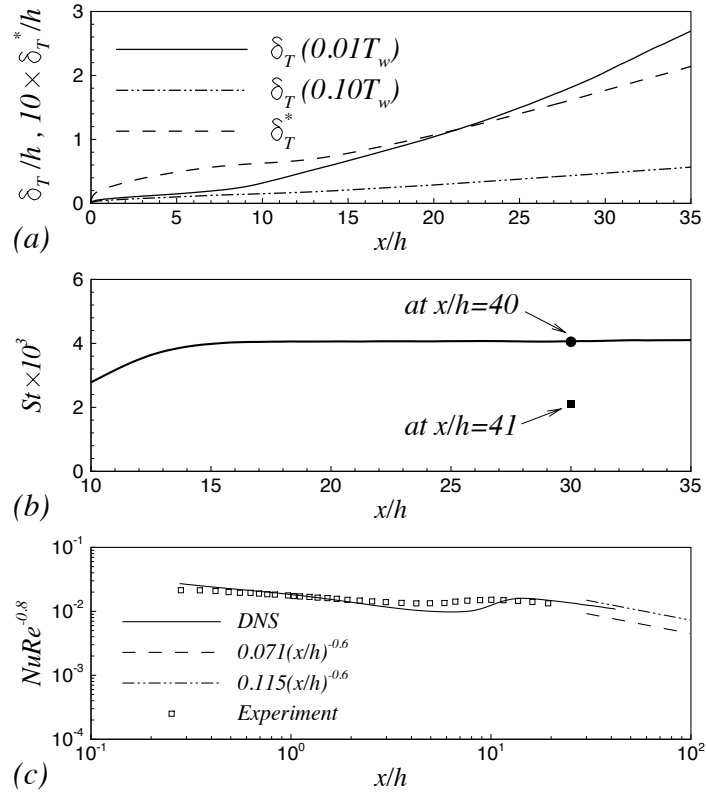 3
2
1
0
δ_T /h , 10 × δ_T^* /h
δ_T (0.01T_w)
δ_T (0.10T_w)
δ_T^*
0 5 10 15 20 25 30 35
x/h
(a)
6
4
2
0
St×10^3
at x/h=40
at x/h=41
10 15 20 25 30 35
x/h
(b)
10^-1
10^-2
10^-3
10^-4
NuRe^-0.8
DNS
0.071(x/h)^-0.6
0.115(x/h)^-0.6
Experiment
10^-1 10^0 10^1 10^2
x/h
(c)